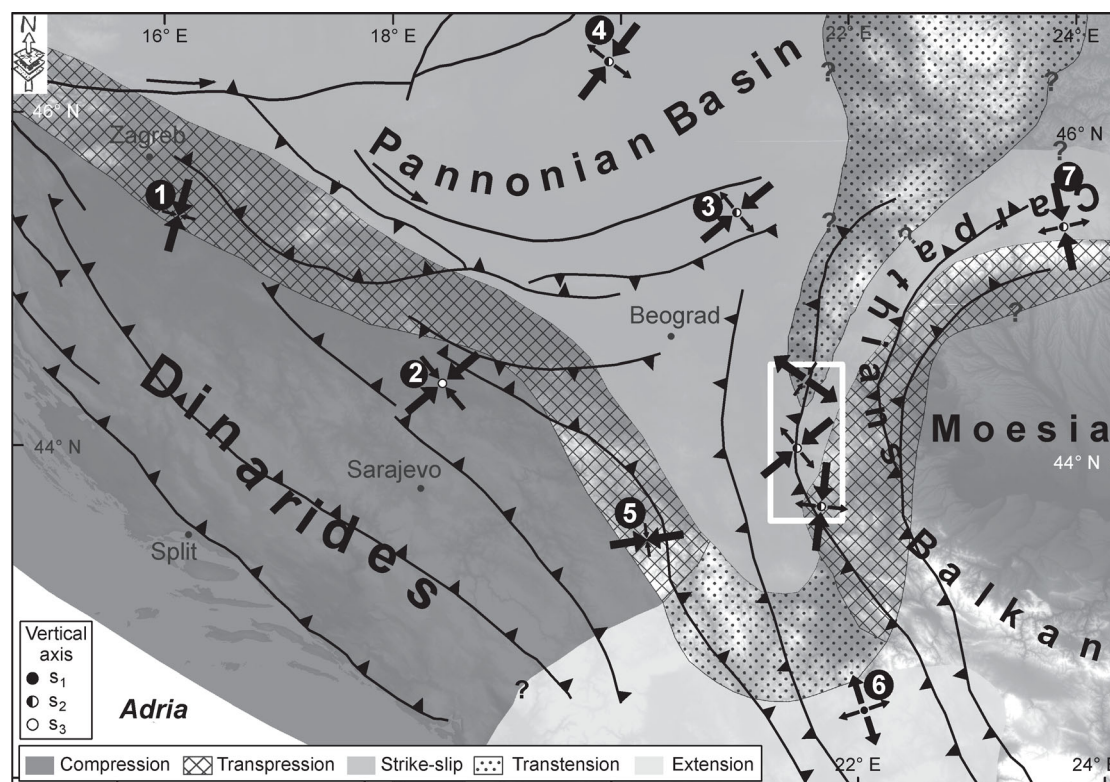 N
16° E
18° E
22° E
24° E
4
?
46° N
Zagreb
Pannonian Basin
46° N
?
7
1
3
?
?
Carpathians
Beograd
?
2
Dinarides
Moesia
44° N
44° N
Sarajevo
5
Split
Balkan
Vertical
axis
s1
s2
s3
?
6
Adria
22° E
24° E
Compression
Transpression
Strike-slip
Transtension
Extension